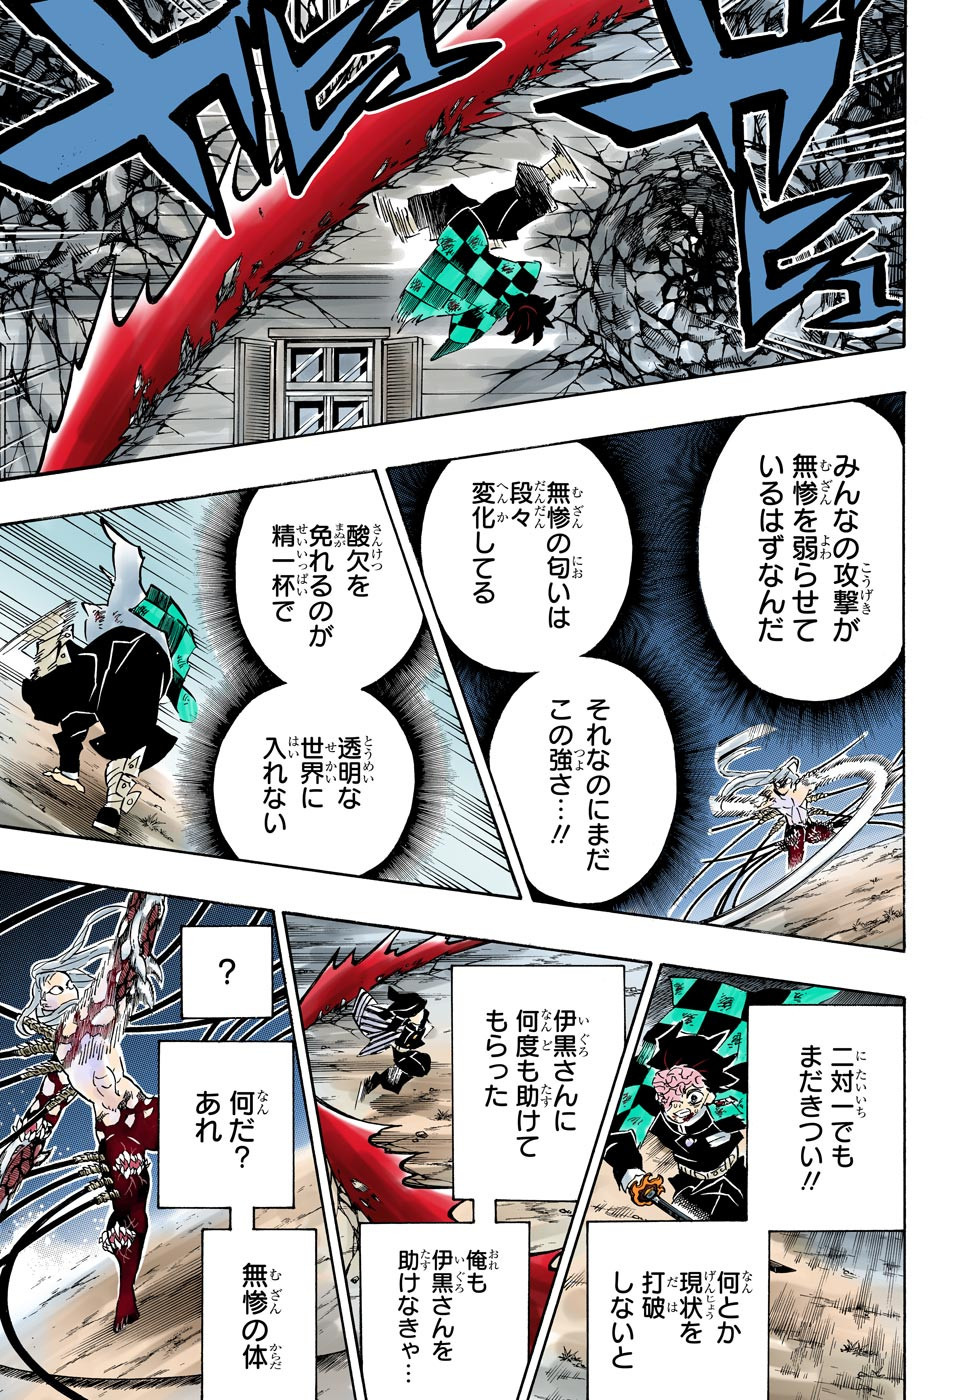 ガ
ビュ
ガ
ビュ
みんなの攻撃が
無惨を弱らせて
いるはずなんだ
無惨の匂いは
段々
変化してる
それなのにまだ
この強さ…!!
酸欠を
免れるのが
精一杯で
透明な
世界に
入れない
二対一でも
まだきつい!!
何とか
現状を
打破
しないと
伊黒さんに
何度も助けて
もらった
俺も
伊黒さんを
助けなきゃ…
?
何だ?
あれ
無惨の体